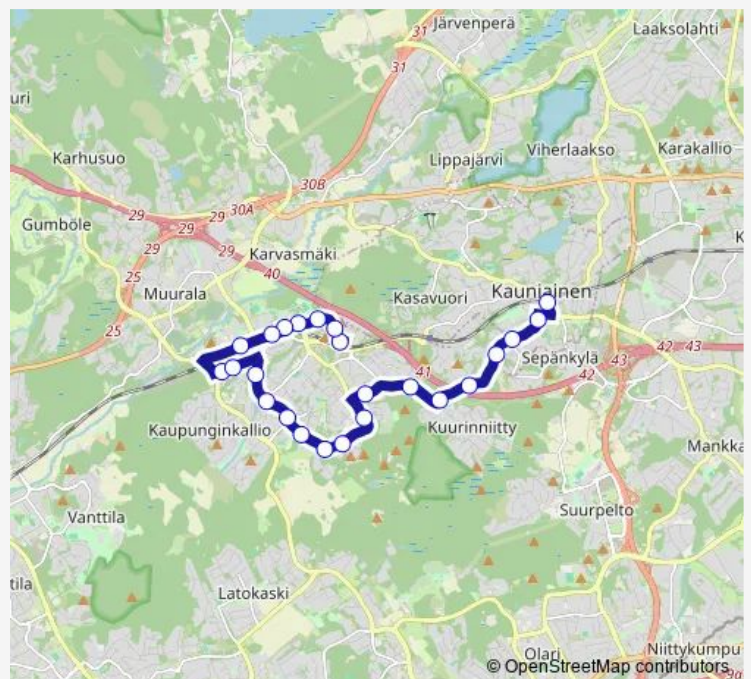 Järvenperä
Laaksolahti
31
31
uri
Karhusuo
Lippajärvi
Viherlaakso
Karakallio
30B
30A
29
29
29
Gumböle
29
29
40
Karvasmäki
K
25
Muurala
Kasavuori
Kauniainen
25
41
Sepänkylä
42
43
42
43
Kaupunginkallio
Kuurinniitty
Mankka
Vanttila
Suurpelto
tila
Latokaski
Olari
Niittykumpu
© OpenStreetMap contributors